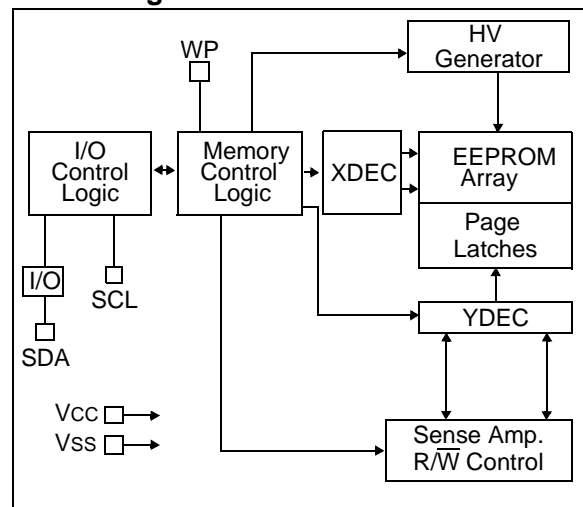 WP
HV
Generator
I/O
Control
Logic
Memory
Control
Logic
XDEC
EEPROM
Array
Page
Latches
I/O
SCL
SDA
YDEC
VCC
VSS
Sense Amp.
R/W̅ Control